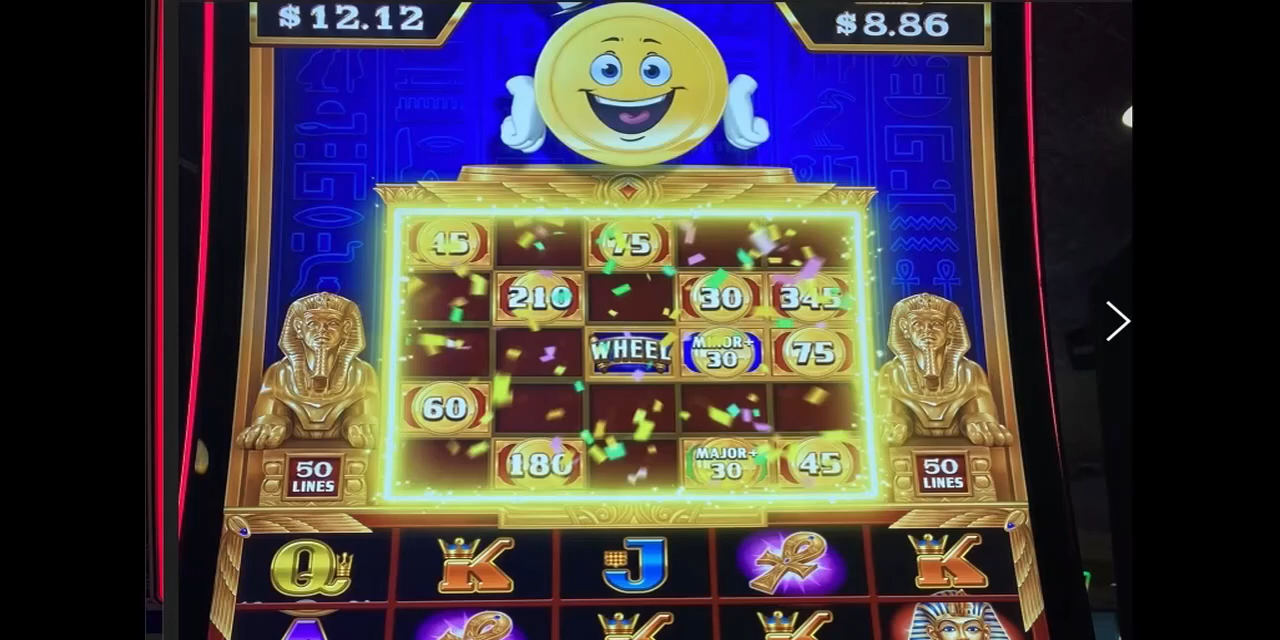 $12.12
$8.86
45
75
210
30
345
WHEEL
MINOR+
30
75
60
180
MAJOR+
30
45
50
LINES
50
LINES
Q
K
J
K
K
K